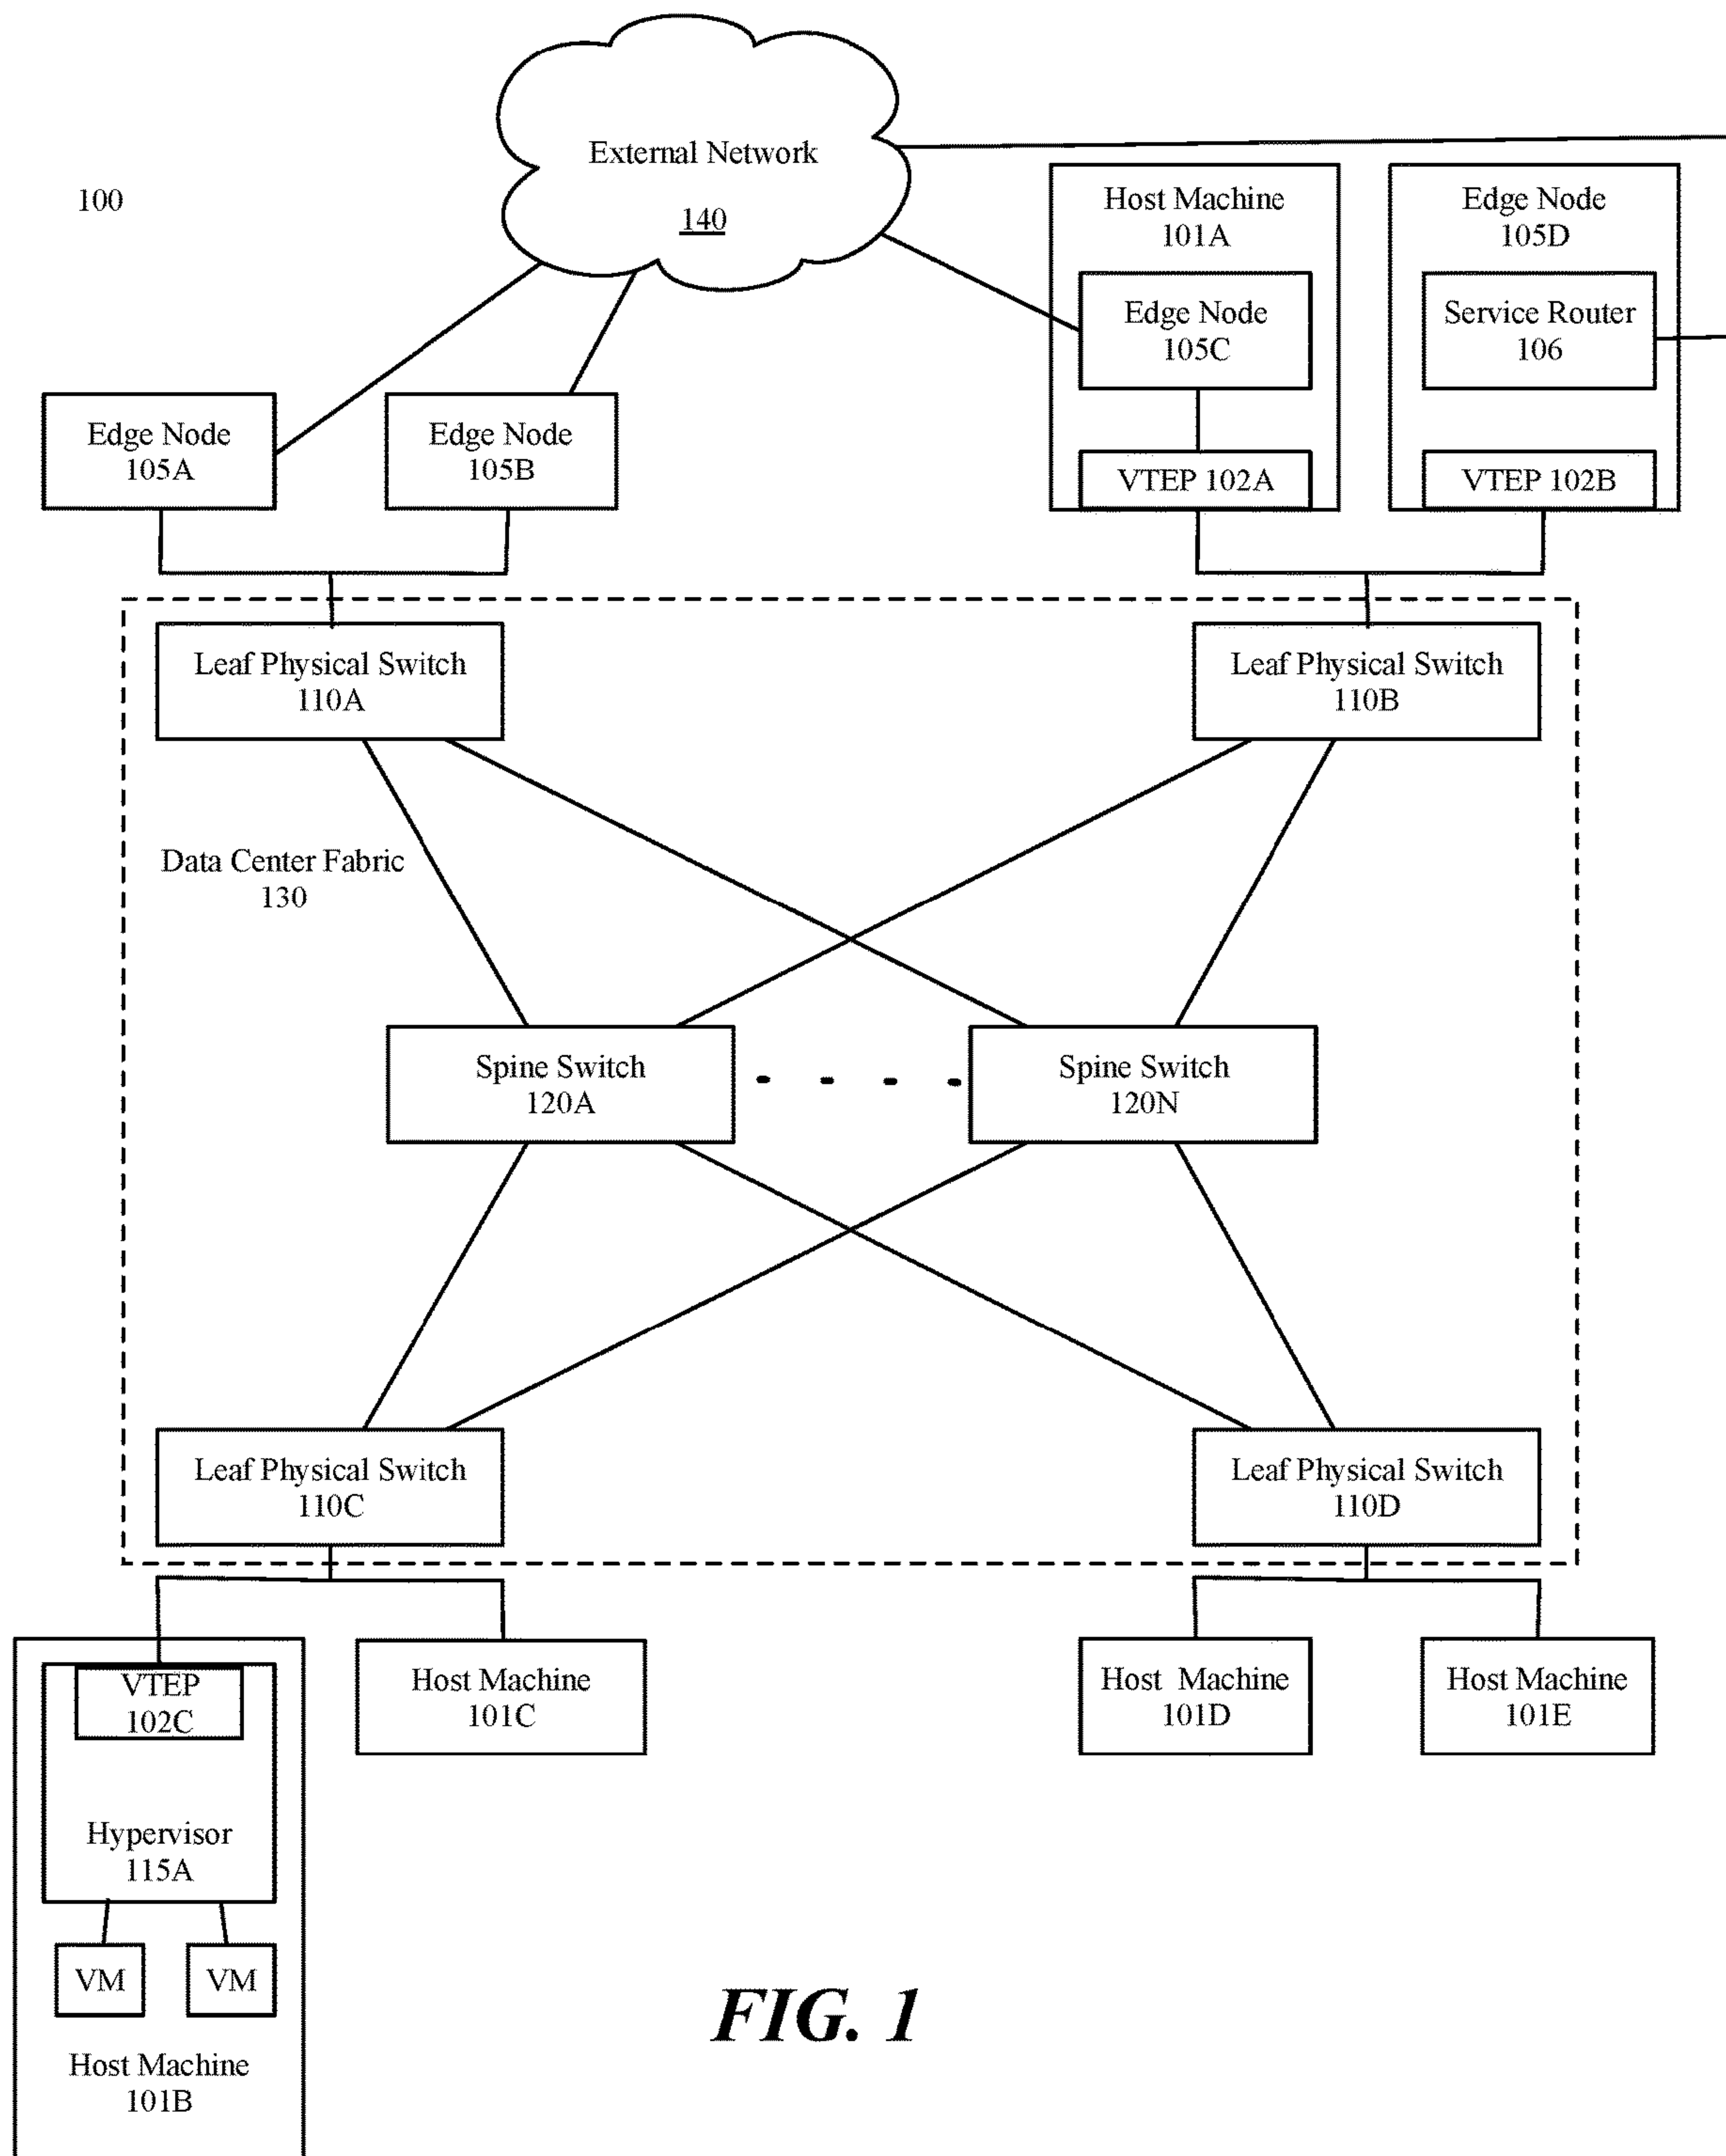 External Network
140
100
Host Machine
101A
Edge Node
105D
Edge Node
105C
Service Router
106
Edge Node
105A
Edge Node
105B
VTEP 102A
VTEP 102B
Leaf Physical Switch
110A
Leaf Physical Switch
110B
Data Center Fabric
130
Spine Switch
120A
Spine Switch
120N
Leaf Physical Switch
110C
Leaf Physical Switch
110D
VTEP
102C
Host Machine
101C
Host Machine
101D
Host Machine
101E
Hypervisor
115A
VM
VM
Host Machine
101B
FIG. 1